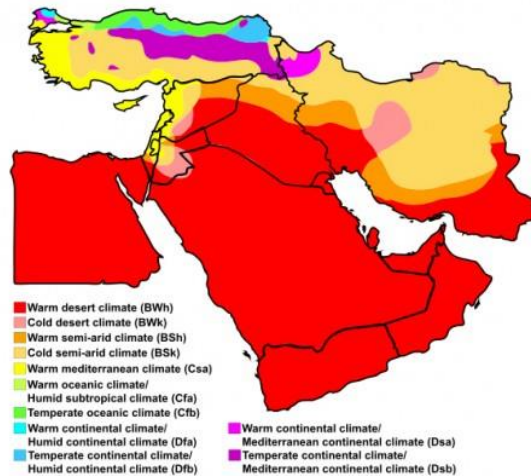 Warm desert climate (BWh)
Cold desert climate (BWk)
Warm semi-arid climate (BSh)
Cold semi-arid climate (BSk)
Warm mediterranean climate (Csa)
Warm oceanic climate/
Humid subtropical climate (Cfa)
Temperate oceanic climate (Cfb)
Warm continental climate/
Humid continental climate (Dfa)
Temperate continental climate/
Humid continental climate (Dfb)
Warm continental climate/
Mediterranean continental climate (Dsa)
Temperate continental climate/
Mediterranean continental climate (Dsb)